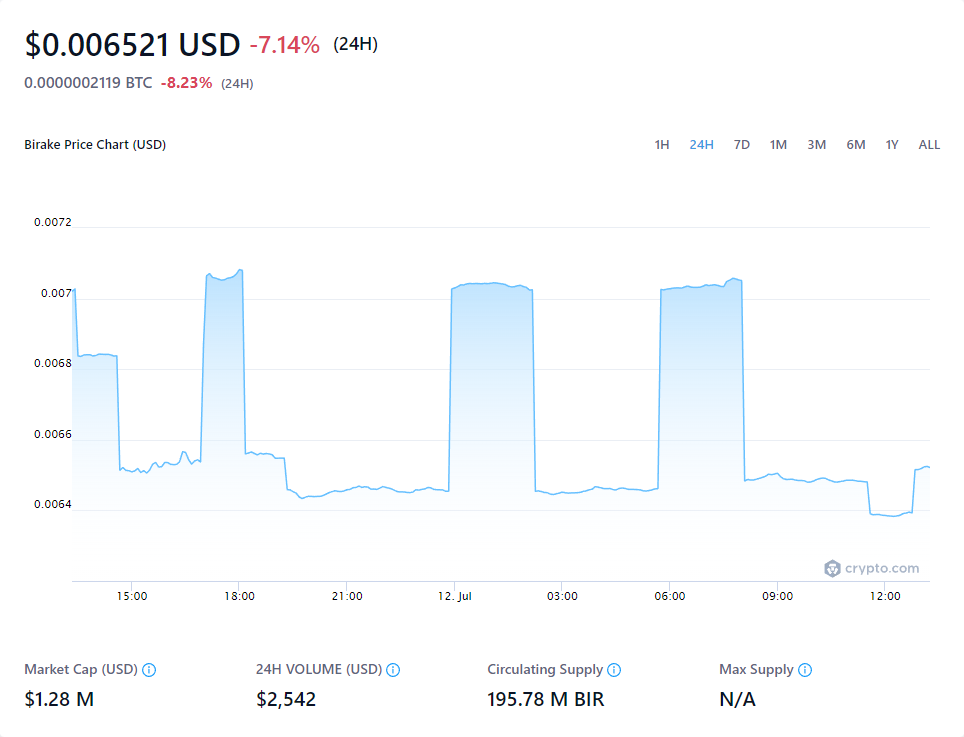 $0.006521 USD -7.14% (24H)
0.0000002119 BTC -8.23% (24H)
Birake Price Chart (USD) 1H 24H 7D 1M 3M 6M 1Y ALL
0.0072
0.007
0.0068
0.0066
0.0064
crypto.com
15:00 18:00 21:00 12. Jul 03:00 06:00 09:00 12:00
Market Cap (USD) 24H VOLUME (USD) Circulating Supply Max Supply
$1.28 M $2,542 195.78 M BIR N/A